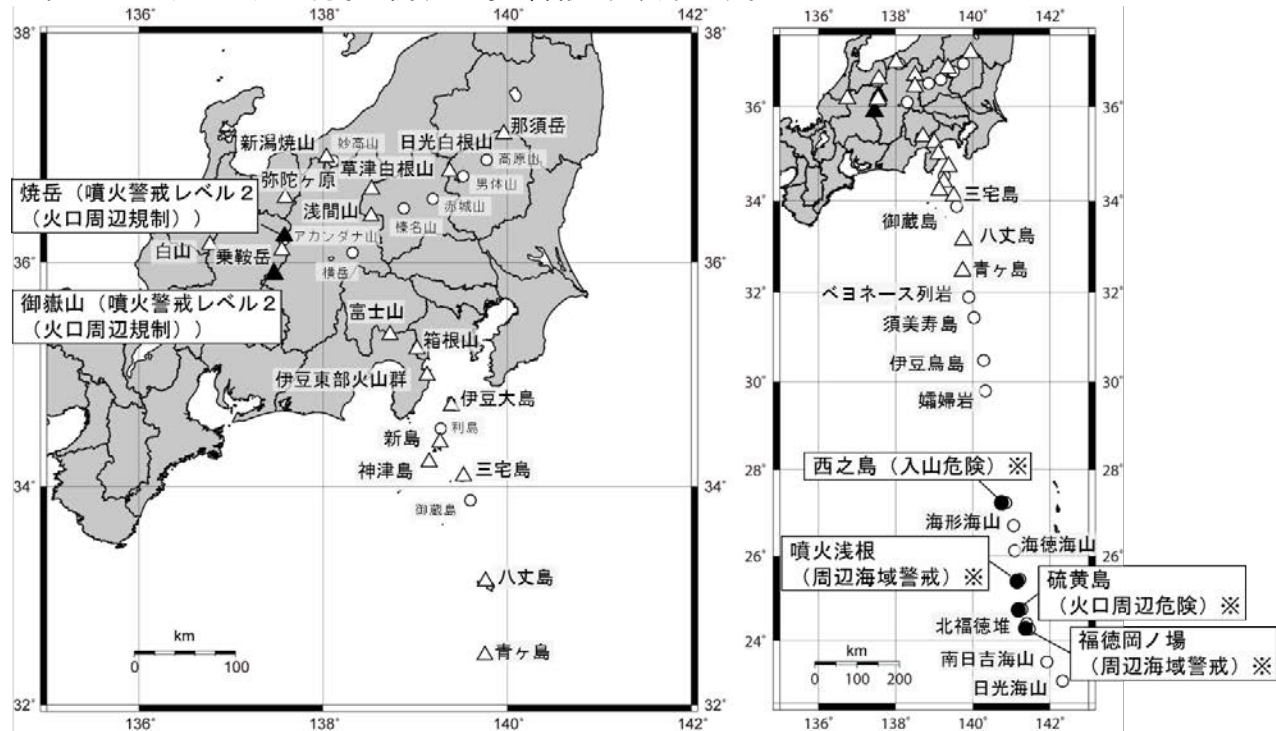 38°
36°
34°
32°
136°
138°
140°
142°
新潟焼山
妙高山
日光白根山
那須岳
高原山
草津白根山
男体山
弥陀ヶ原
焼岳（噴火警戒レベル２
（火口周辺規制））
浅間山
赤城山
榛名山
アカンダナ山
白山
乗鞍岳
横岳
御嶽山（噴火警戒レベル２
（火口周辺規制））
富士山
箱根山
伊豆東部火山群
伊豆大島
利島
新島
神津島
三宅島
御蔵島
八丈島
青ヶ島
km
0
100
38°
36°
34°
32°
136°
138°
140°
142°
36°
34°
32°
30°
28°
26°
24°
136°
138°
140°
142°
三宅島
御蔵島
八丈島
青ヶ島
ベヨネース列岩
須美寿島
伊豆鳥島
孀婦岩
西之島（入山危険）※
海形海山
海徳海山
噴火浅根
（周辺海域警戒）※
硫黄島
（火口周辺危険）※
北福徳堆
福徳岡ノ場
（周辺海域警戒）※
南日吉海山
日光海山
km
0 100 200